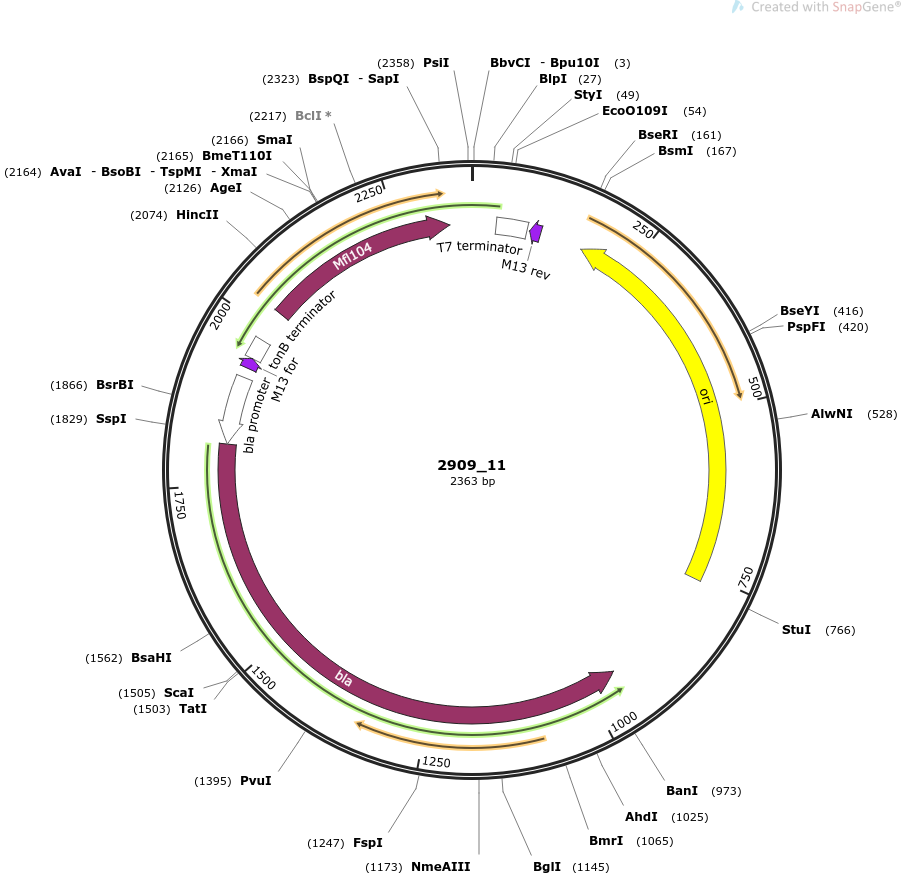 Created with SnapGene®
(2358) PsiI
BbvCI - Bpu10I (3)
(2323) BspQI - SapI
BlpI (27)
StyI (49)
EcoO109I (54)
(2217) BclI *
BseRI (161)
(2166) SmaI
BsmI (167)
(2165) BmeT110I
(2164) AvaI - BsoBI - TspMI - XmaI
(2126) AgeI
(2074) HincII
2250
250
Mfl104
T7 terminator
M13 rev
2000
tonB terminator
M13 for
bla promoter
BseYI (416)
PspFI (420)
(1866) BsrBI
500
ori
(1829) SspI
AlwNI (528)
2909_11
2363 bp
1750
750
StuI (766)
(1562) BsaHI
bla
1500
(1505) ScaI
(1503) TatI
1000
1250
(1395) PvuI
BanI (973)
AhdI (1025)
(1247) FspI
BmrI (1065)
(1173) NmeAIII
BglI (1145)